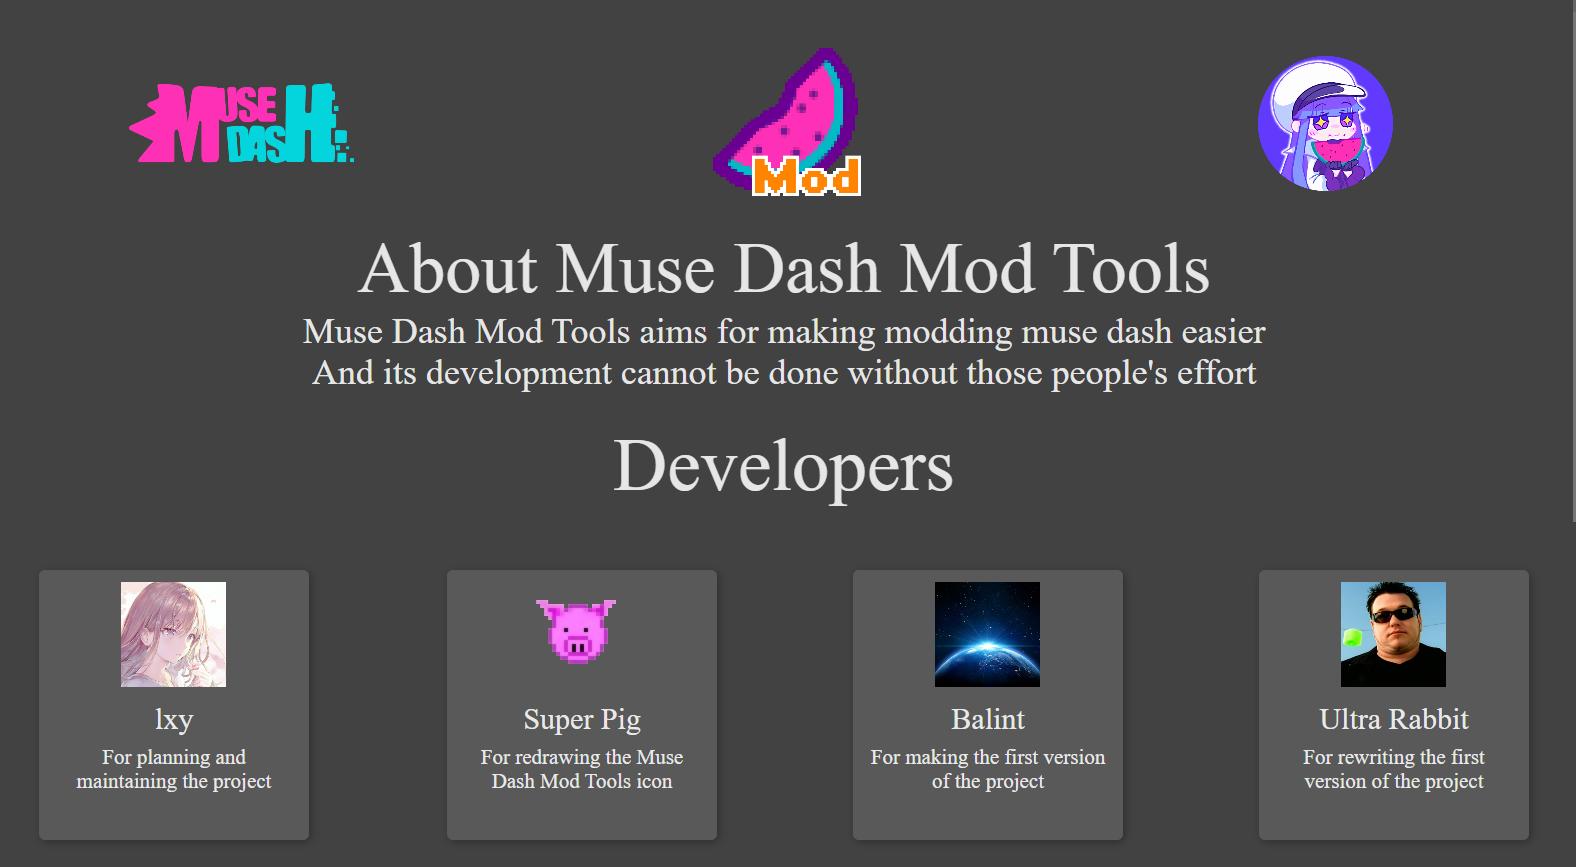 MUSE
DASH
Mod
About Muse Dash Mod Tools
Muse Dash Mod Tools aims for making modding muse dash easier
And its development cannot be done without those people's effort
Developers
lxy
For planning and
maintaining the project
Super Pig
For redrawing the Muse
Dash Mod Tools icon
Balint
For making the first version
of the project
Ultra Rabbit
For rewriting the first
version of the project